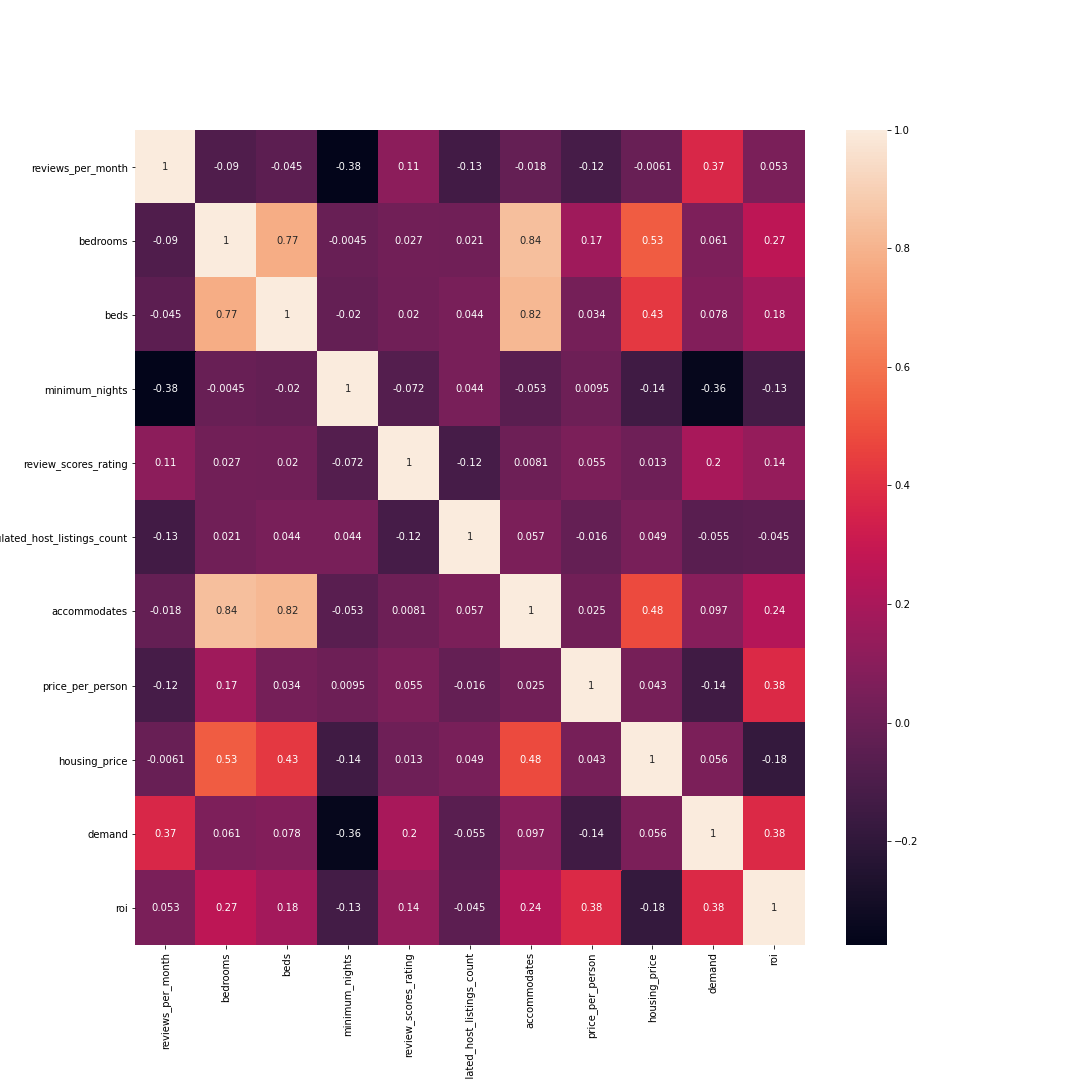 reviews_per_month 1 -0.09 -0.045 -0.38 0.11 -0.13 -0.018 -0.12 -0.0061 0.37 0.053
bedrooms -0.09 1 0.77 -0.0045 0.027 0.021 0.84 0.17 0.53 0.061 0.27
beds -0.045 0.77 1 -0.02 0.02 0.044 0.82 0.034 0.43 0.078 0.18
minimum_nights -0.38 -0.0045 -0.02 1 -0.072 0.044 -0.053 0.0095 -0.14 -0.36 -0.13
review_scores_rating 0.11 0.027 0.02 -0.072 1 -0.12 0.0081 0.055 0.013 0.2 0.14
lated_host_listings_count -0.13 0.021 0.044 0.044 -0.12 1 0.057 -0.016 0.049 -0.055 -0.045
accommodates -0.018 0.84 0.82 -0.053 0.0081 0.057 1 0.025 0.48 0.097 0.24
price_per_person -0.12 0.17 0.034 0.0095 0.055 -0.016 0.025 1 0.043 -0.14 0.38
housing_price -0.0061 0.53 0.43 -0.14 0.013 0.049 0.48 0.043 1 0.056 -0.18
demand 0.37 0.061 0.078 -0.36 0.2 -0.055 0.097 -0.14 0.056 1 0.38
roi 0.053 0.27 0.18 -0.13 0.14 -0.045 0.24 0.38 -0.18 0.38 1
reviews_per_month
bedrooms
beds
minimum_nights
review_scores_rating
lated_host_listings_count
accommodates
price_per_person
housing_price
demand
roi
1.0
0.8
0.6
0.4
0.2
0.0
−0.2